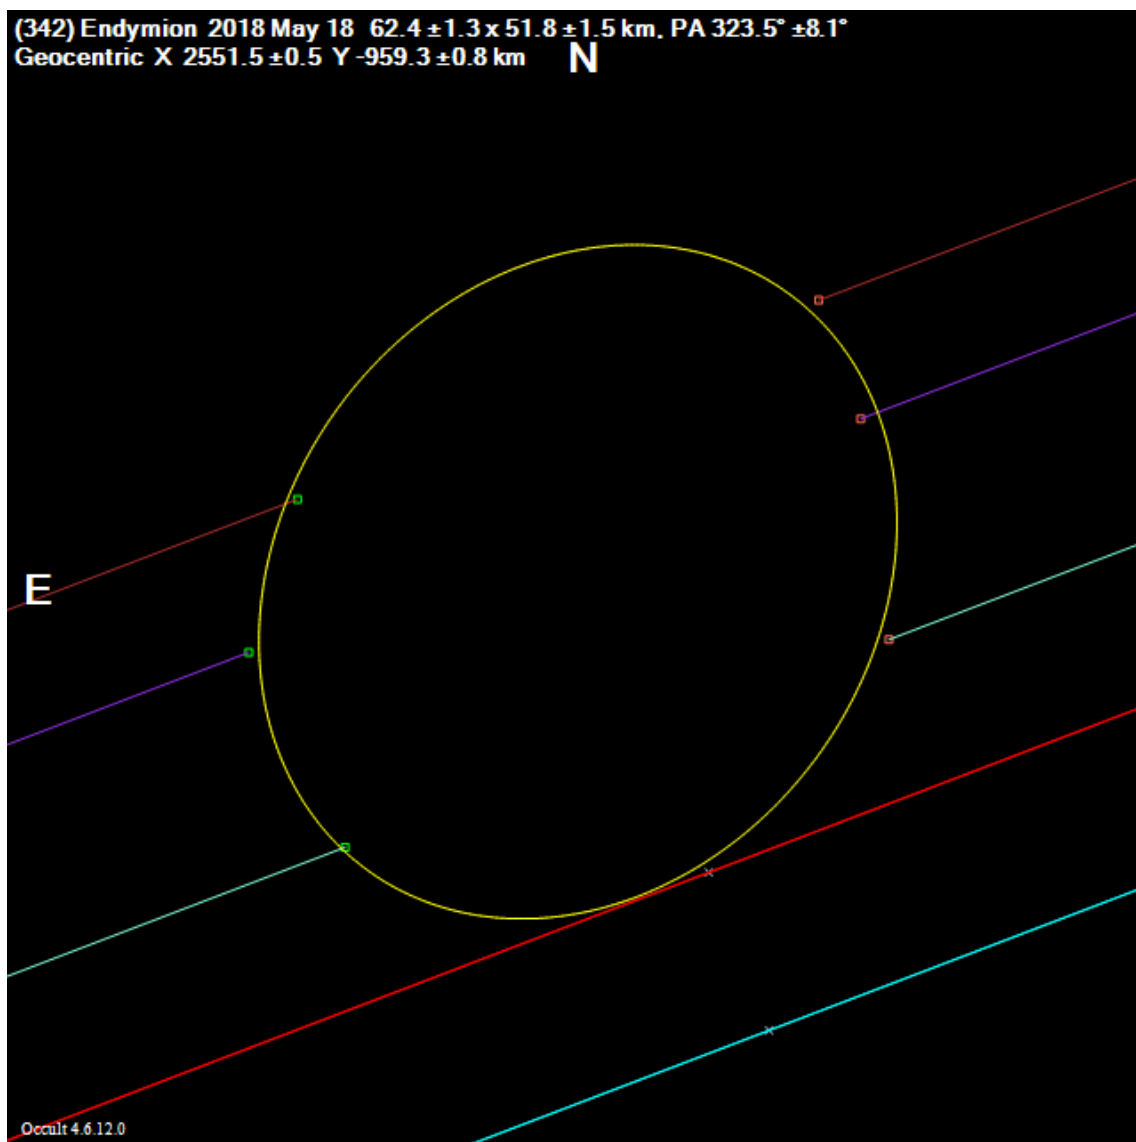 (342) Endymion 2018 May 18 62.4 ±1.3 x 51.8 ±1.5 km, PA 323.5° ±8.1°
Geocentric X 2551.5 ±0.5 Y -959.3 ±0.8 km
N
E
Occult 4.6.12.0